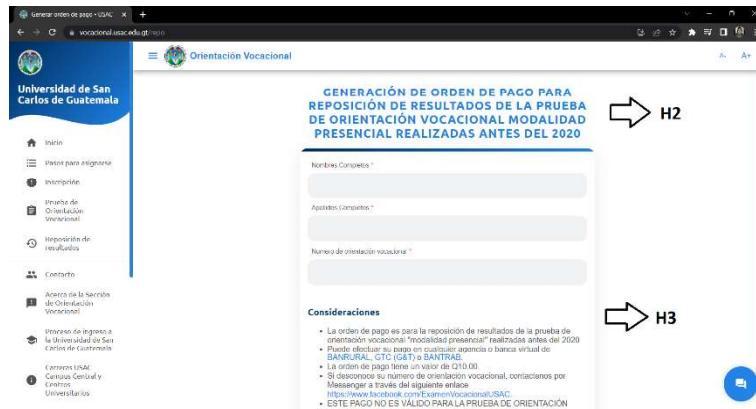 Generar orden de pago - USAC
vocacional.usac.edu.gt/repo
Orientación Vocacional
A-
A+
Universidad de San
Carlos de Guatemala
Inicio
Pasos para asignarse
Inscripción
Prueba de
Orientación
Vocacional
Reposición de
resultados
Contacto
Acerca de la Sección
de Orientación
Vocacional
Proceso de ingreso a
la Universidad de San
Carlos de Guatemala
Carreras USAC
Campus Central y
Centros
Universitarios
GENERACIÓN DE ORDEN DE PAGO PARA
REPOSICIÓN DE RESULTADOS DE LA PRUEBA
DE ORIENTACIÓN VOCACIONAL MODALIDAD
PRESENCIAL REALIZADAS ANTES DEL 2020
H2
Nombres Completos *
Apellidos Completos *
Numero de orientación vocacional *
Consideraciones
H3
La orden de pago es para la reposición de resultados de la prueba de
orientación vocacional "modalidad presencial" realizadas antes del 2020
Puede efectuar su pago en cualquier agencia o banca virtual de
BANRURAL, GTC (G&T) o BANTRAB.
La orden de pago tiene un valor de Q10.00.
Si desconoce su número de orientación vocacional, contactenos por
Messenger a través del siguiente enlace
https://www.facebook.com/ExamenVocacionalUSAC.
ESTE PAGO NO ES VÁLIDO PARA LA PRUEBA DE ORIENTACIÓN